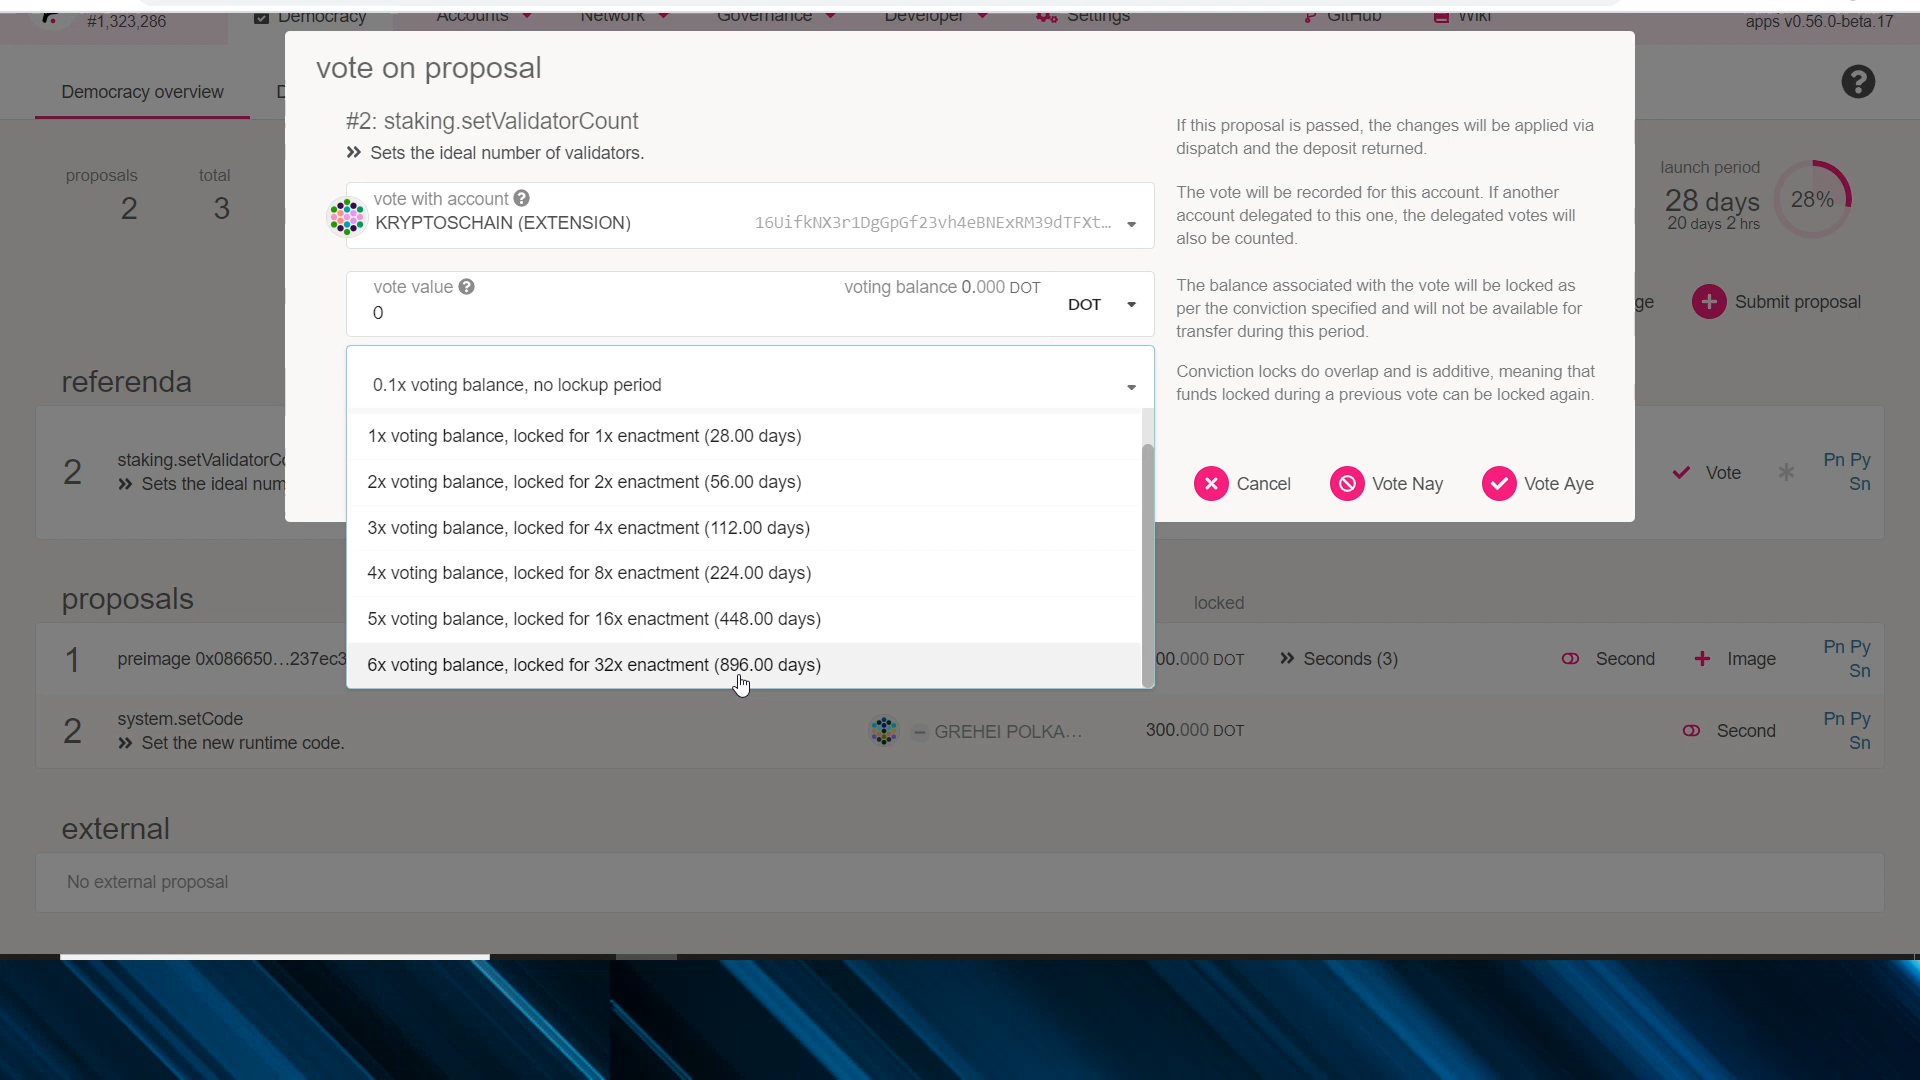 #1,323,286
Democracy
Accounts
Network
Governance
Developer
Settings
GitHub
Wiki
apps v0.56.0-beta.17
Democracy overview
vote on proposal
#2: staking.setValidatorCount
Sets the ideal number of validators.
If this proposal is passed, the changes will be applied via
dispatch and the deposit returned.
vote with account
KRYPTOSCHAIN (EXTENSION)
16UifkNX3r1DgGpGf23vh4eBNExRM39dTFXt…
The vote will be recorded for this account. If another
account delegated to this one, the delegated votes will
also be counted.
vote value
0
voting balance 0.000 DOT
DOT
The balance associated with the vote will be locked as
per the conviction specified and will not be available for
transfer during this period.
0.1x voting balance, no lockup period
Conviction locks do overlap and is additive, meaning that
funds locked during a previous vote can be locked again.
1x voting balance, locked for 1x enactment (28.00 days)
2x voting balance, locked for 2x enactment (56.00 days)
3x voting balance, locked for 4x enactment (112.00 days)
4x voting balance, locked for 8x enactment (224.00 days)
5x voting balance, locked for 16x enactment (448.00 days)
6x voting balance, locked for 32x enactment (896.00 days)
Cancel
Vote Nay
Vote Aye
proposals
2
total
3
launch period
28 days
20 days 2 hrs
28%
Submit proposal
referenda
2
staking.setValidatorCo
Sets the ideal num
Vote
Pn Py
Sn
proposals
locked
1
preimage 0x086650…237ec3
00.000 DOT
Seconds (3)
Second
Image
Pn Py
Sn
2
system.setCode
Set the new runtime code.
GREHEI POLKA…
300.000 DOT
Second
Pn Py
Sn
external
No external proposal